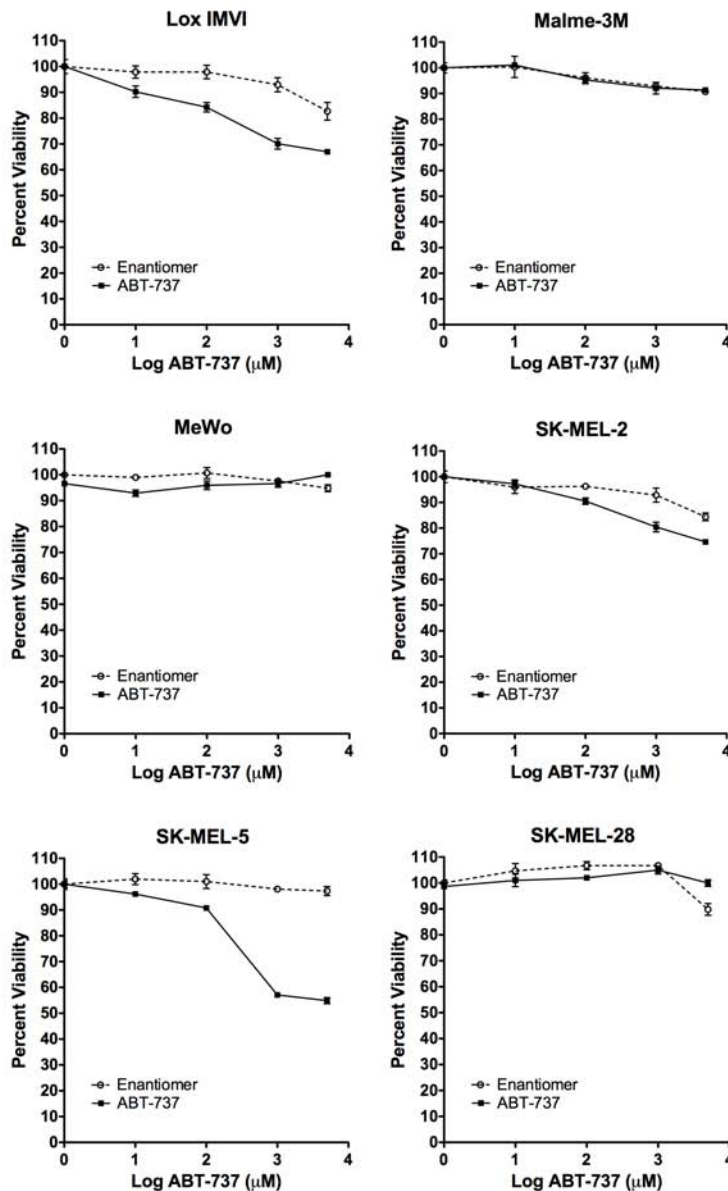 Lox IMVI
Percent Viability
110
100
90
80
70
60
50
40
30
20
10
0
Enantiomer
ABT-737
0 1 2 3 4
Log ABT-737 (μM)
Malme-3M
Percent Viability
110
100
90
80
70
60
50
40
30
20
10
0
Enantiomer
ABT-737
0 1 2 3 4
Log ABT-737 (μM)
MeWo
Percent Viability
110
100
90
80
70
60
50
40
30
20
10
0
Enantiomer
ABT-737
0 1 2 3 4
Log ABT-737 (μM)
SK-MEL-2
Percent Viability
110
100
90
80
70
60
50
40
30
20
10
0
Enantiomer
ABT-737
0 1 2 3 4
Log ABT-737 (μM)
SK-MEL-5
Percent Viability
110
100
90
80
70
60
50
40
30
20
10
0
Enantiomer
ABT-737
0 1 2 3 4
Log ABT-737 (μM)
SK-MEL-28
Percent Viability
110
100
90
80
70
60
50
40
30
20
10
0
Enantiomer
ABT-737
0 1 2 3 4
Log ABT-737 (μM)